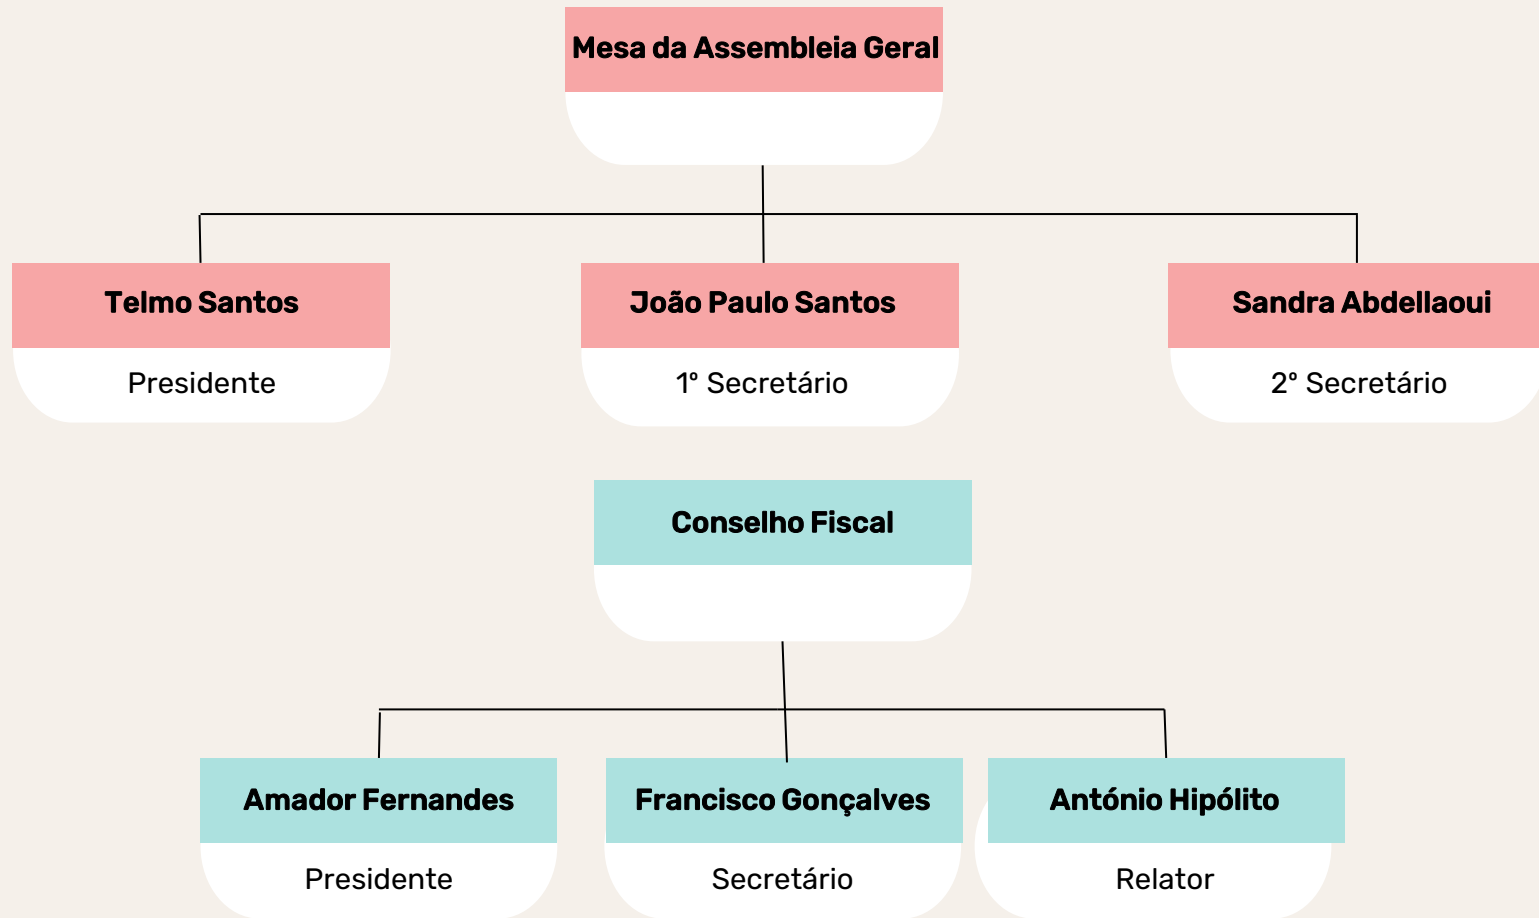 Mesa da Assembleia Geral
Telmo Santos
Presidente
João Paulo Santos
1º Secretário
Sandra Abdellaoui
2º Secretário
Conselho Fiscal
Amador Fernandes
Presidente
Francisco Gonçalves
Secretário
António Hipólito
Relator